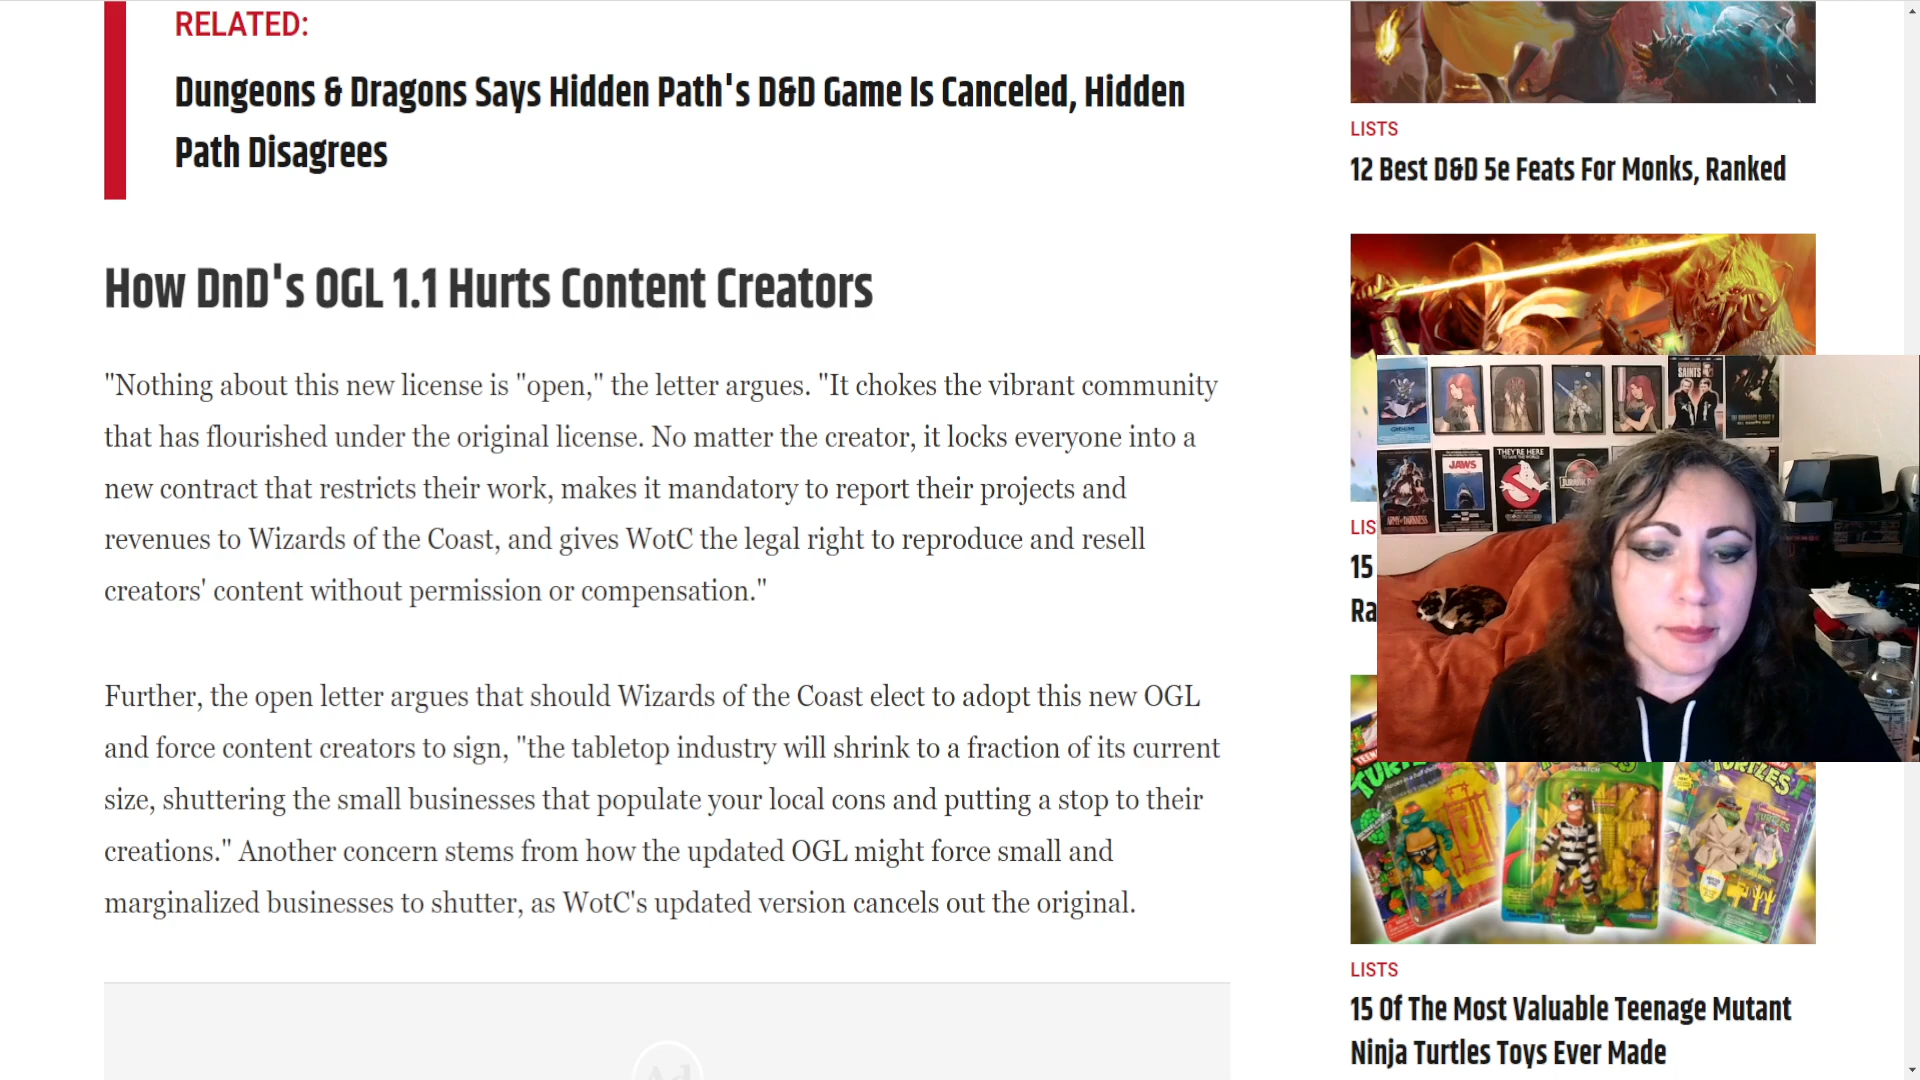 RELATED:
Dungeons & Dragons Says Hidden Path's D&D Game Is Canceled, Hidden
Path Disagrees
How DnD's OGL 1.1 Hurts Content Creators
"Nothing about this new license is "open," the letter argues. "It chokes the vibrant community
that has flourished under the original license. No matter the creator, it locks everyone into a
new contract that restricts their work, makes it mandatory to report their projects and
revenues to Wizards of the Coast, and gives WotC the legal right to reproduce and resell
creators' content without permission or compensation."
Further, the open letter argues that should Wizards of the Coast elect to adopt this new OGL
and force content creators to sign, "the tabletop industry will shrink to a fraction of its current
size, shuttering the small businesses that populate your local cons and putting a stop to their
creations." Another concern stems from how the updated OGL might force small and
marginalized businesses to shutter, as WotC's updated version cancels out the original.
Ad
LISTS
12 Best D&D 5e Feats For Monks, Ranked
LIS
15
Ra
GREMLINS
SAINTS
JAWS
THEY'RE HERE
ARMY OF DARKNESS
LISTS
15 Of The Most Valuable Teenage Mutant
Ninja Turtles Toys Ever Made